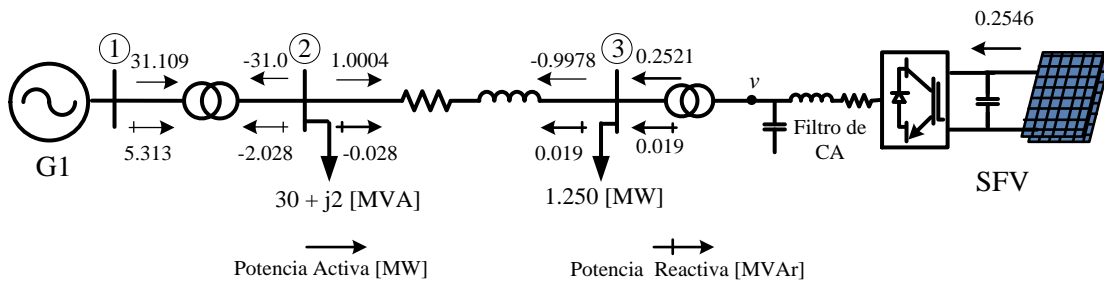 0.2546
1 31.109 -31.0 2 1.0004 -0.9978 3 0.2521
v
5.313 -2.028 -0.028 0.019 0.019
Filtro de
CA
G1
SFV
30 + j2 [MVA]
1.250 [MW]
Potencia Activa [MW]
Potencia Reactiva [MVAr]